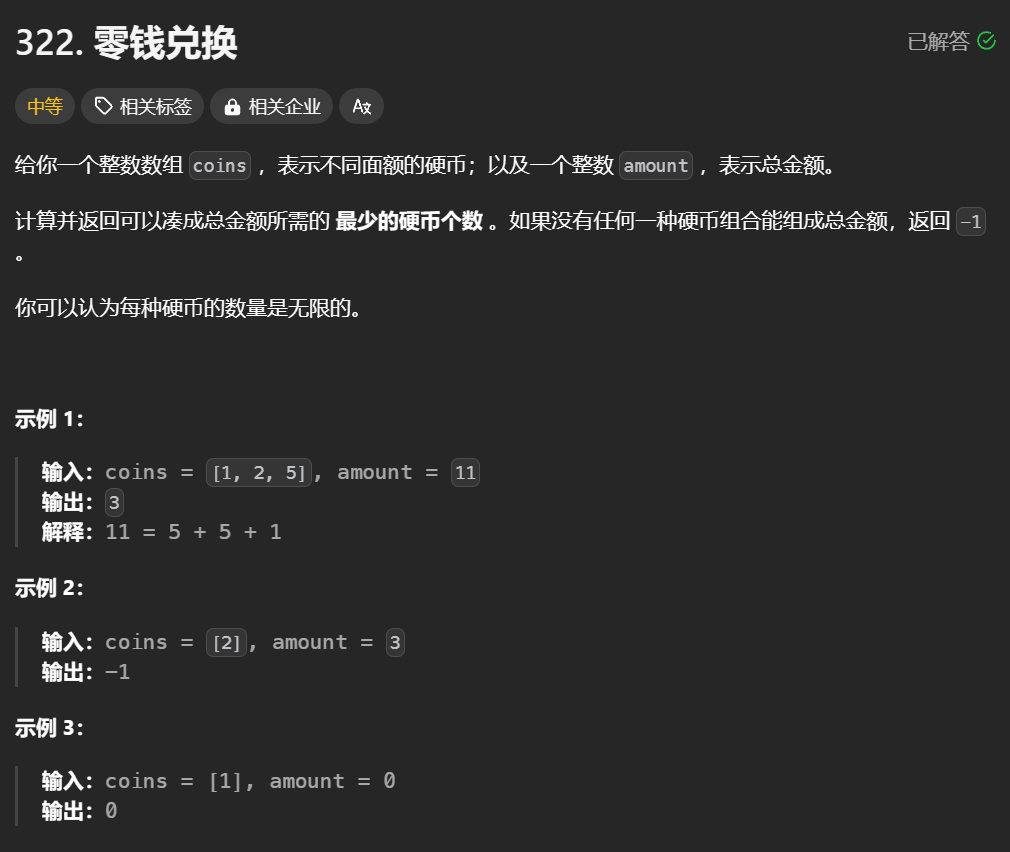 322. 零钱兑换
已解答
中等 相关标签 相关企业 Aあ
给你一个整数数组 coins ，表示不同面额的硬币；以及一个整数 amount ，表示总金额。
计算并返回可以凑成总金额所需的 最少的硬币个数 。如果没有任何一种硬币组合能组成总金额，返回 -1
。
你可以认为每种硬币的数量是无限的。
示例 1：
输入：coins = [1, 2, 5], amount = 11
输出：3
解释：11 = 5 + 5 + 1
示例 2：
输入：coins = [2], amount = 3
输出：-1
示例 3：
输入：coins = [1], amount = 0
输出：0